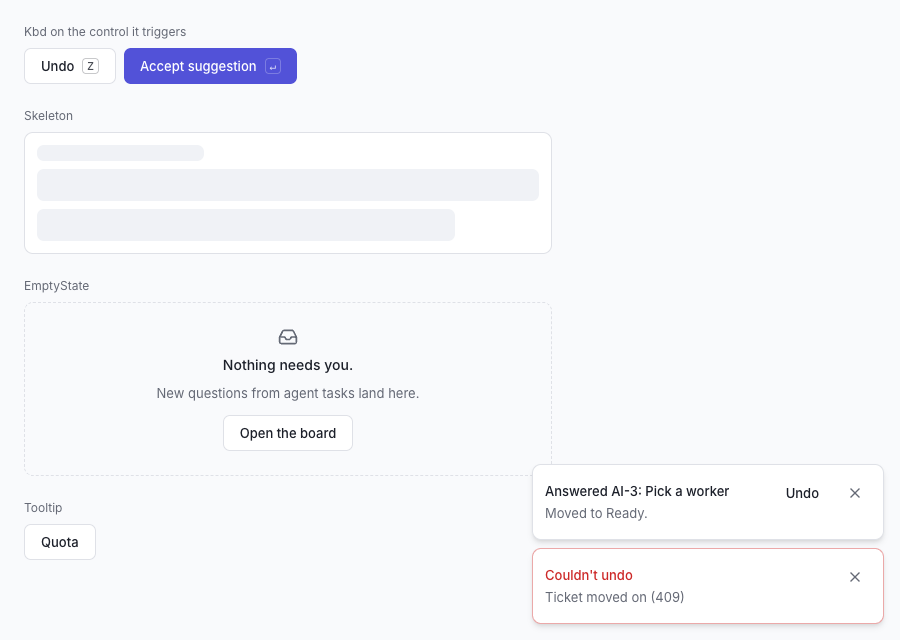 Kbd on the control it triggers
Undo Z
Accept suggestion ↵
Skeleton
EmptyState
Nothing needs you.
New questions from agent tasks land here.
Open the board
Tooltip
Quota
Answered AI-3: Pick a worker
Undo
Moved to Ready.
Couldn't undo
Ticket moved on (409)